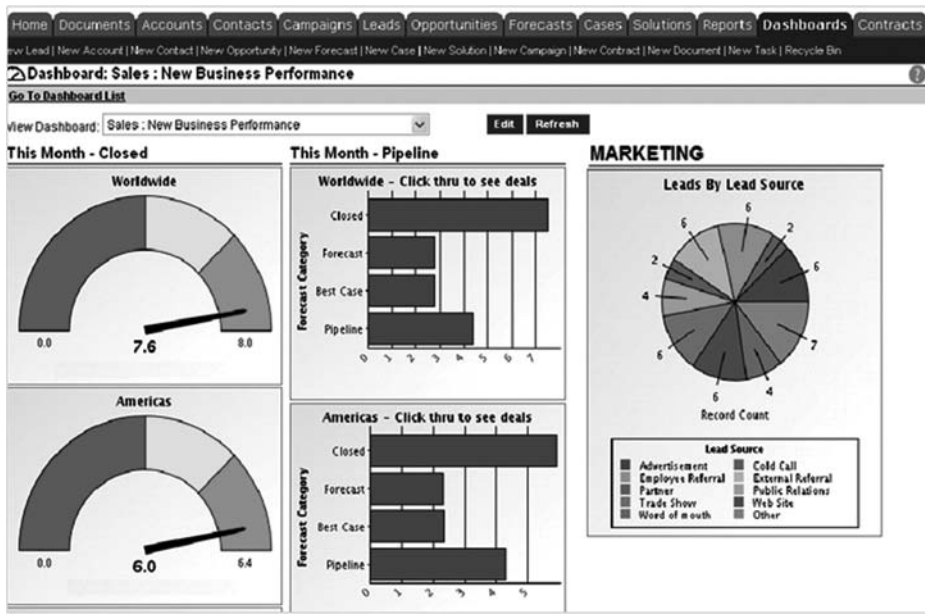 Home Documents Accounts Contacts Campaigns Leads Opportunities Forecasts Cases Solutions Reports Dashboards Contracts
ew Lead | New Account | New Contact | New Opportunity | New Forecast | New Case | New Solution | New Campaign | New Contract | New Document | New Task | Recycle Bin
Dashboard: Sales : New Business Performance
?
Go To Dashboard List
View Dashboard: Sales : New Business Performance
Edit Refresh
This Month - Closed
Worldwide
0.0
7.6
8.0
Americas
0.0
6.0
6.4
This Month - Pipeline
Worldwide - Click thru to see deals
Forecast Category
Closed
Forecast
Best Case
Pipeline
0 1 2 3 4 5 6 7
Americas - Click thru to see deals
Forecast Category
Closed
Forecast
Best Case
Pipeline
0 1 2 3 4 5
MARKETING
Leads By Lead Source
6
6
2
2
6
4
6
7
6
4
Record Count
Lead Source
Advertisement Cold Call
Employee Referral External Referral
Partner Public Relations
Trade Show Web Site
Word of mouth Other